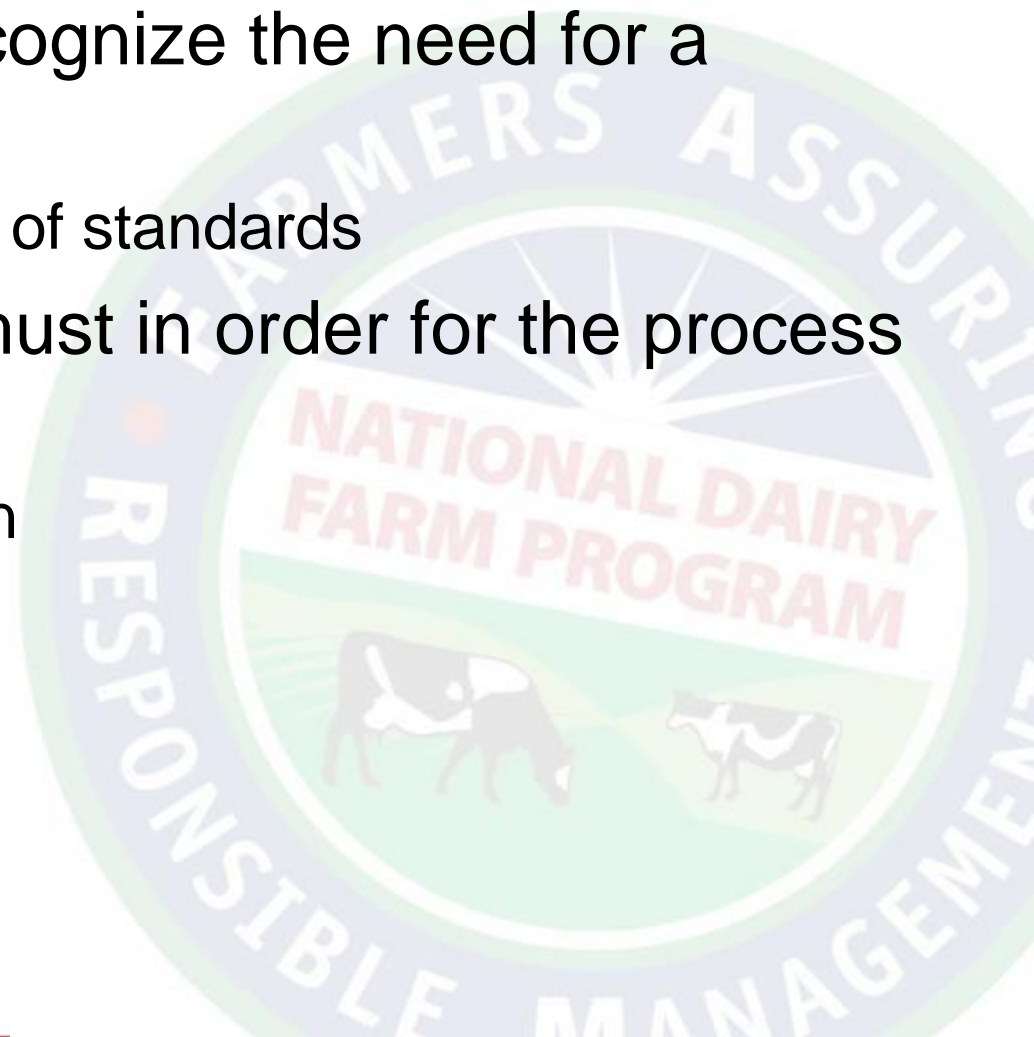 cognize the need for a
of standards
must in order for the process
n
FARMERS ASSURING
RESPONSIBLE MANAGEMENT
NATIONAL DAIRY
FARM PROGRAM